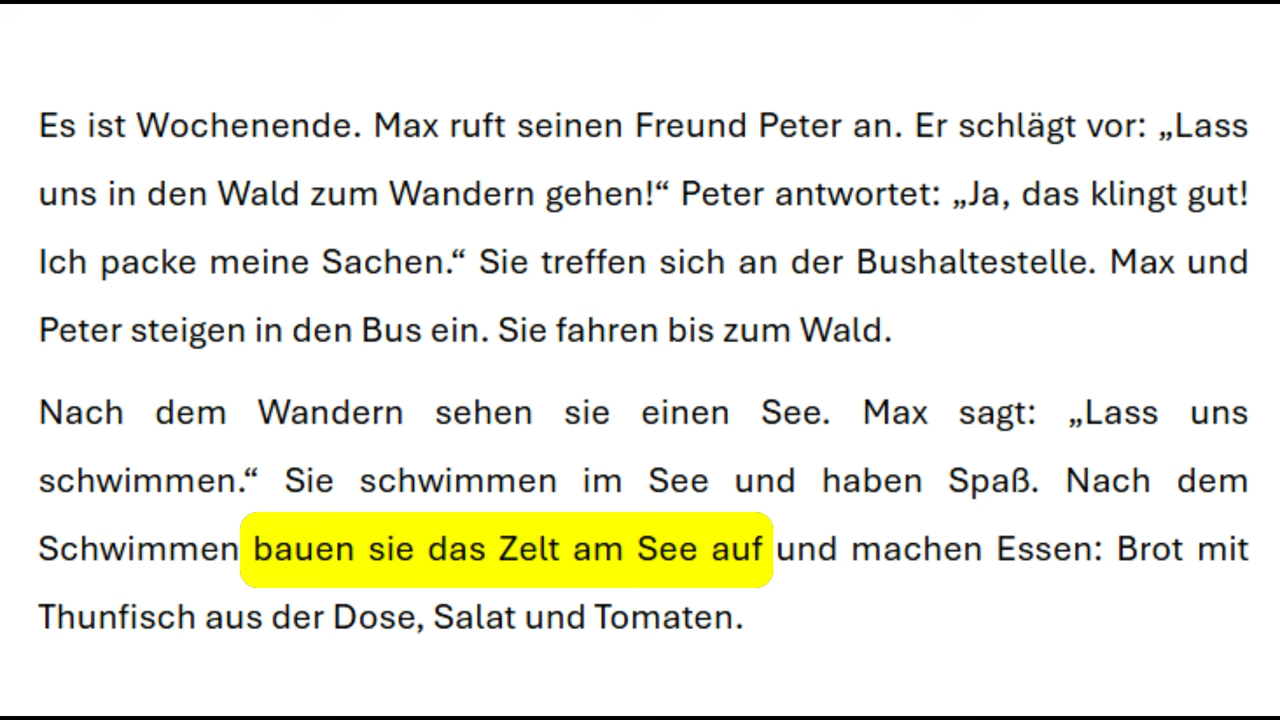 Es ist Wochenende. Max ruft seinen Freund Peter an. Er schlägt vor: „Lass
uns in den Wald zum Wandern gehen!“ Peter antwortet: „Ja, das klingt gut!
Ich packe meine Sachen.“ Sie treffen sich an der Bushaltestelle. Max und
Peter steigen in den Bus ein. Sie fahren bis zum Wald.
Nach dem Wandern sehen sie einen See. Max sagt: „Lass uns
schwimmen.“ Sie schwimmen im See und haben Spaß. Nach dem
Schwimmen bauen sie das Zelt am See auf und machen Essen: Brot mit
Thunfisch aus der Dose, Salat und Tomaten.